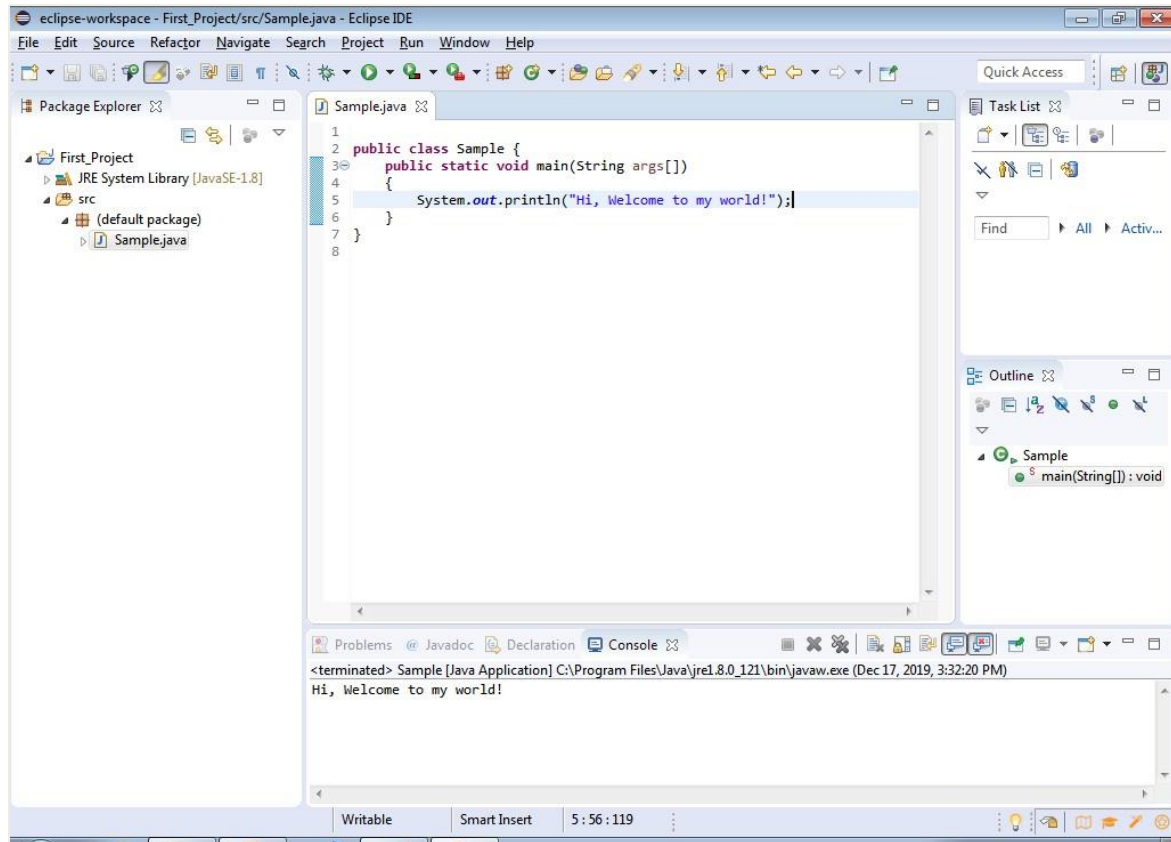 eclipse-workspace - First_Project/src/Sample.java - Eclipse IDE
File Edit Source Refactor Navigate Search Project Run Window Help
Quick Access
Package Explorer
First_Project
JRE System Library [JavaSE-1.8]
src
(default package)
Sample.java
Sample.java
1
2 public class Sample {
3 public static void main(String args[])
4 {
5 System.out.println("Hi, Welcome to my world!");
6 }
7 }
8
Task List
Find All Activ...
Outline
Sample
main(String[]) : void
Problems @ Javadoc Declaration Console
<terminated> Sample [Java Application] C:\Program Files\Java\jre1.8.0_121\bin\javaw.exe (Dec 17, 2019, 3:32:20 PM)
Hi, Welcome to my world!
Writable Smart Insert 5 : 56 : 119